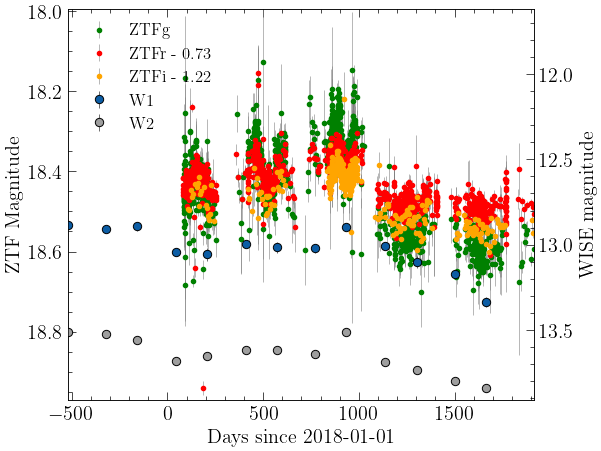 ZTFg
ZTFr - 0.73
ZTFi - 1.22
W1
W2
18.0
18.2
18.4
18.6
18.8
ZTF Magnitude
12.0
12.5
13.0
13.5
WISE magnitude
−500
0
500
1000
1500
Days since 2018-01-01